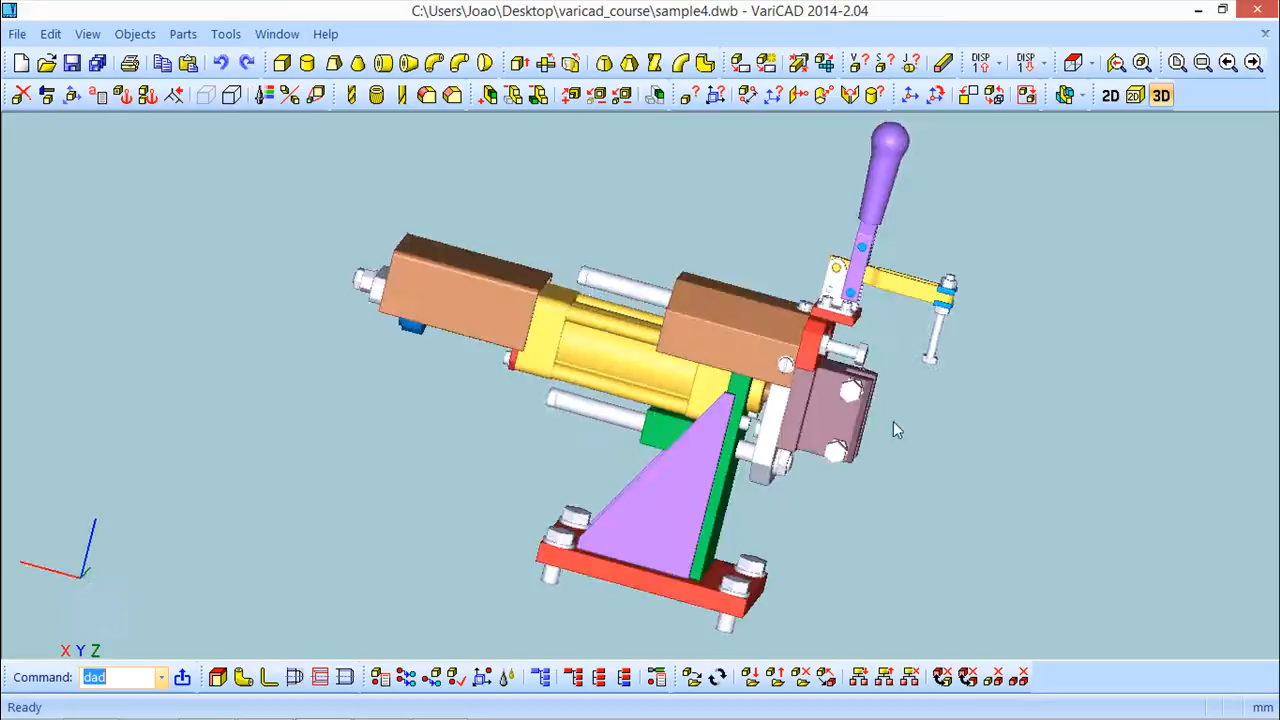 C:\Users\Joao\Desktop\varicad_course\sample4.dwb - VariCAD 2014-2.04
File Edit View Objects Parts Tools Window Help
DISP DISP
2D 2D 3D
X Y Z
Command: dad
Ready mm